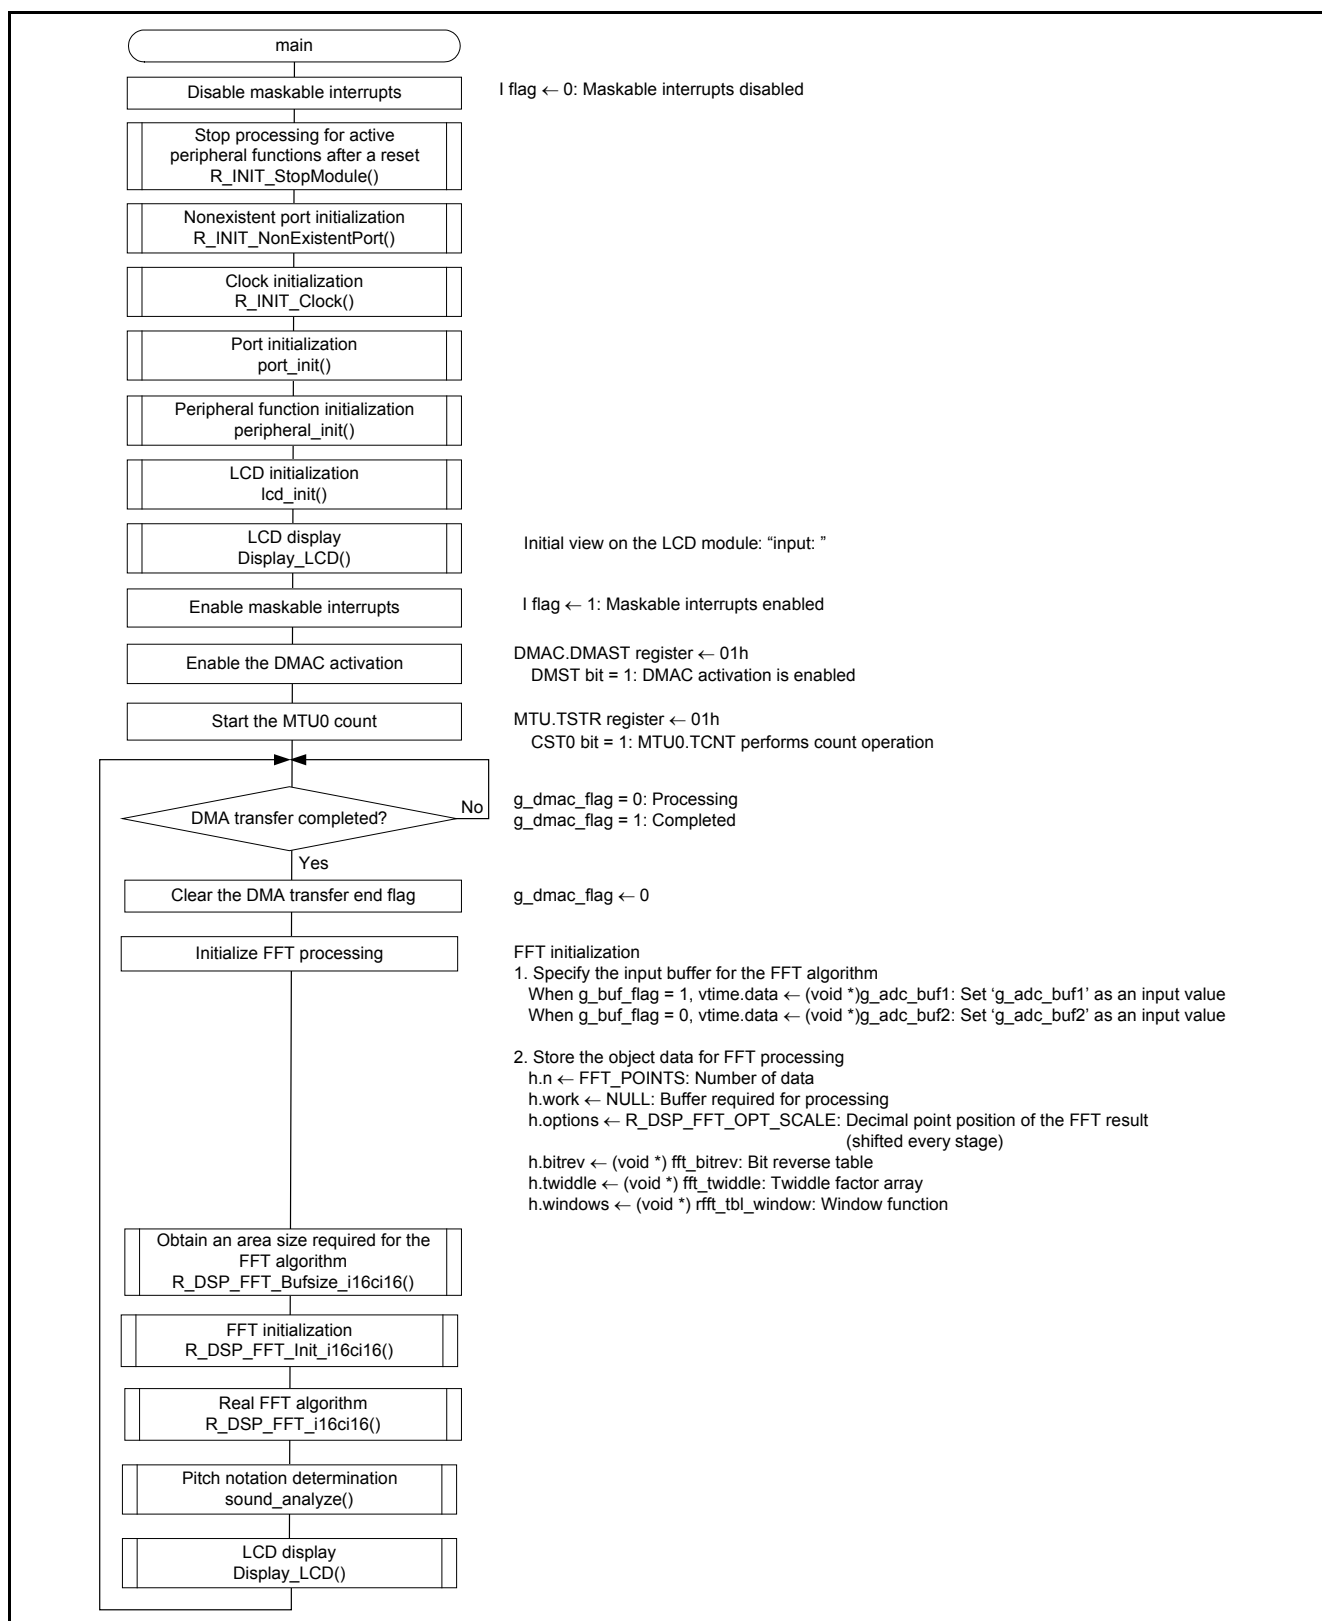 main
Disable maskable interrupts
I flag ← 0: Maskable interrupts disabled
Stop processing for active
peripheral functions after a reset
R_INIT_StopModule()
Nonexistent port initialization
R_INIT_NonExistentPort()
Clock initialization
R_INIT_Clock()
Port initialization
port_init()
Peripheral function initialization
peripheral_init()
LCD initialization
lcd_init()
LCD display
Display_LCD()
Initial view on the LCD module: “input: ”
Enable maskable interrupts
I flag ← 1: Maskable interrupts enabled
Enable the DMAC activation
DMAC.DMAST register ← 01h
DMST bit = 1: DMAC activation is enabled
Start the MTU0 count
MTU.TSTR register ← 01h
CST0 bit = 1: MTU0.TCNT performs count operation
DMA transfer completed?
No
g_dmac_flag = 0: Processing
g_dmac_flag = 1: Completed
Yes
Clear the DMA transfer end flag
g_dmac_flag ← 0
Initialize FFT processing
FFT initialization
1. Specify the input buffer for the FFT algorithm
When g_buf_flag = 1, vtime.data ← (void *)g_adc_buf1: Set ‘g_adc_buf1’ as an input value
When g_buf_flag = 0, vtime.data ← (void *)g_adc_buf2: Set ‘g_adc_buf2’ as an input value
2. Store the object data for FFT processing
h.n ← FFT_POINTS: Number of data
h.work ← NULL: Buffer required for processing
h.options ← R_DSP_FFT_OPT_SCALE: Decimal point position of the FFT result
(shifted every stage)
h.bitrev ← (void *) fft_bitrev: Bit reverse table
h.twiddle ← (void *) fft_twiddle: Twiddle factor array
h.windows ← (void *) rfft_tbl_window: Window function
Obtain an area size required for the
FFT algorithm
R_DSP_FFT_Bufsize_i16ci16()
FFT initialization
R_DSP_FFT_Init_i16ci16()
Real FFT algorithm
R_DSP_FFT_i16ci16()
Pitch notation determination
sound_analyze()
LCD display
Display_LCD()